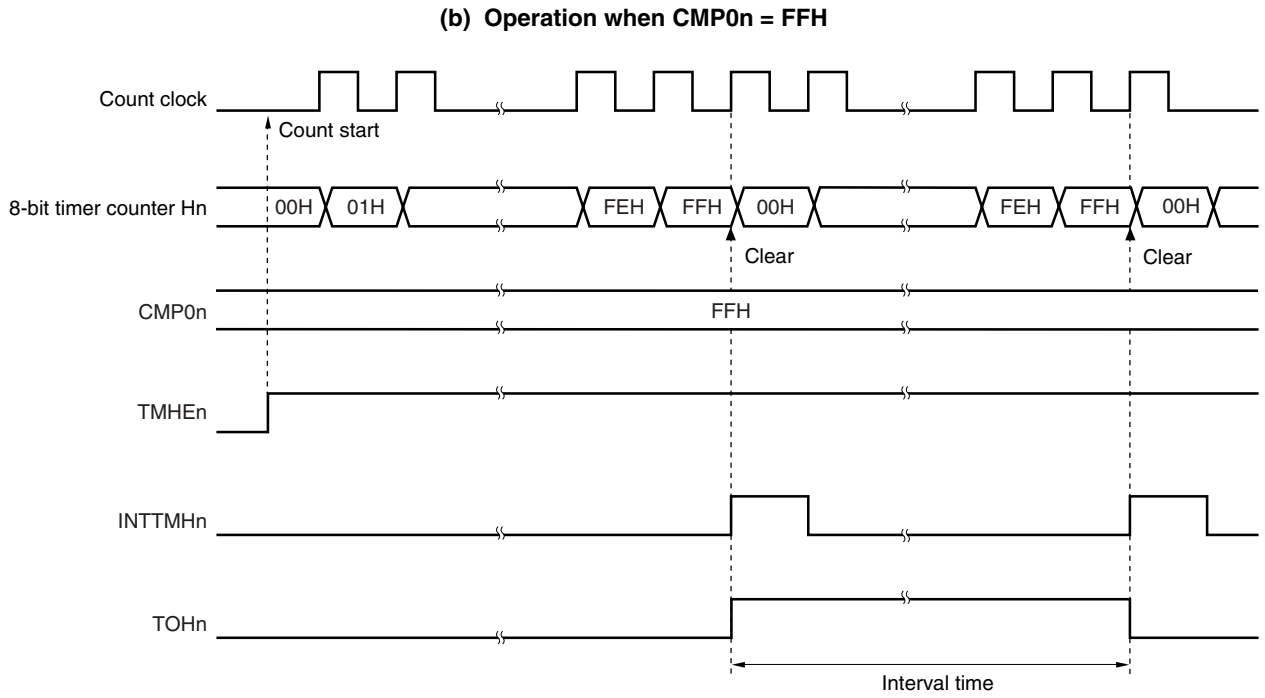 (b) Operation when CMP0n = FFH
Count clock
Count start
8-bit timer counter Hn
00H 01H FEH FFH 00H FEH FFH 00H
Clear Clear
CMP0n
FFH
TMHEn
INTTMHn
TOHn
Interval time